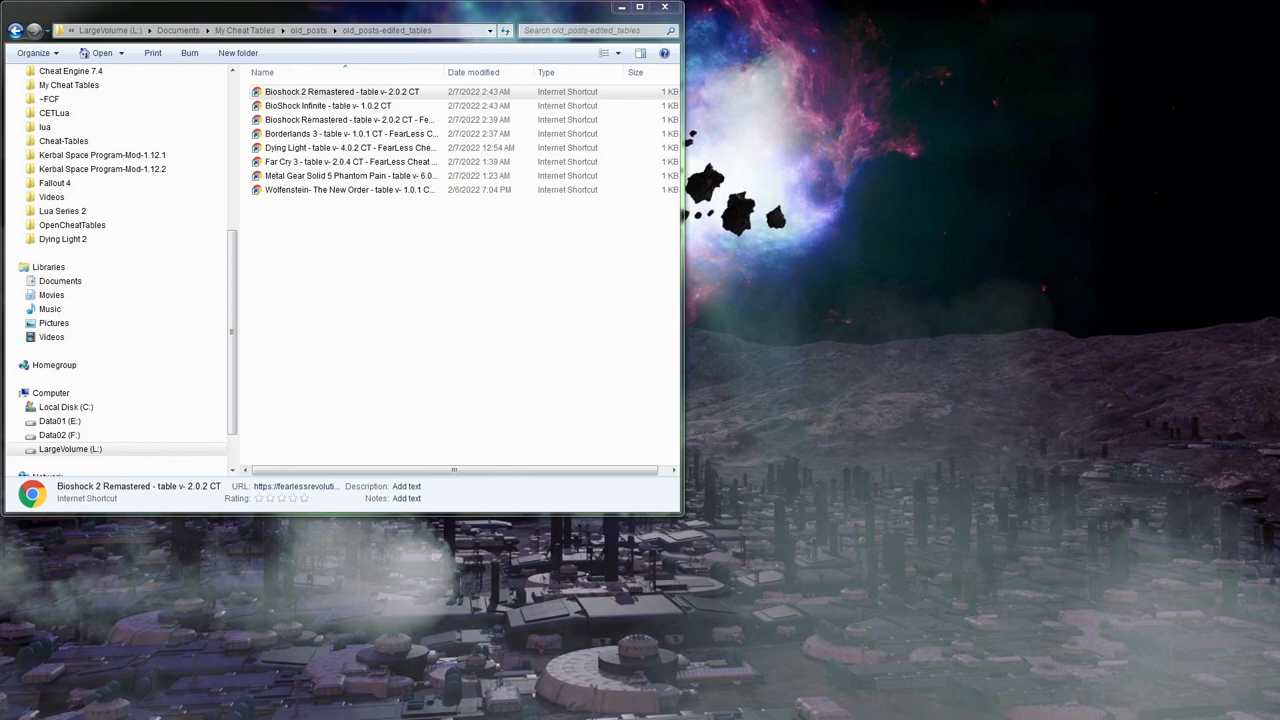 « LargeVolume (L:) Documents My Cheat Tables old_posts old_posts-edited_tables Search old_posts-edited_tables
Organize Open Print Burn New folder
Name Date modified Type Size
Cheat Engine 7.4
My Cheat Tables
~FCF
CETLua
lua
Cheat-Tables
Kerbal Space Program-Mod-1.12.1
Kerbal Space Program-Mod-1.12.2
Fallout 4
Videos
Lua Series 2
OpenCheatTables
Dying Light 2
Libraries
Documents
Movies
Music
Pictures
Videos
Homegroup
Computer
Local Disk (C:)
Data01 (E:)
Data02 (F:)
LargeVolume (L:)
Bioshock 2 Remastered - table v- 2.0.2 CT 2/7/2022 2:43 AM Internet Shortcut 1 KB
BioShock Infinite - table v- 1.0.2 CT 2/7/2022 2:43 AM Internet Shortcut 1 KB
Bioshock Remastered - table v- 2.0.2 CT - Fe... 2/7/2022 2:39 AM Internet Shortcut 1 KB
Borderlands 3 - table v- 1.0.1 CT - FearLess C... 2/7/2022 2:37 AM Internet Shortcut 1 KB
Dying Light - table v- 4.0.2 CT - FearLess Che... 2/7/2022 12:54 AM Internet Shortcut 1 KB
Far Cry 3 - table v- 2.0.4 CT - FearLess Cheat ... 2/7/2022 1:39 AM Internet Shortcut 1 KB
Metal Gear Solid 5 Phantom Pain - table v- 6.0... 2/7/2022 1:23 AM Internet Shortcut 1 KB
Wolfenstein- The New Order - table v- 1.0.1 C... 2/6/2022 7:04 PM Internet Shortcut 1 KB
Bioshock 2 Remastered - table v- 2.0.2 CT URL: https://fearlessrevoluti... Description: Add text
Internet Shortcut Rating: Notes: Add text